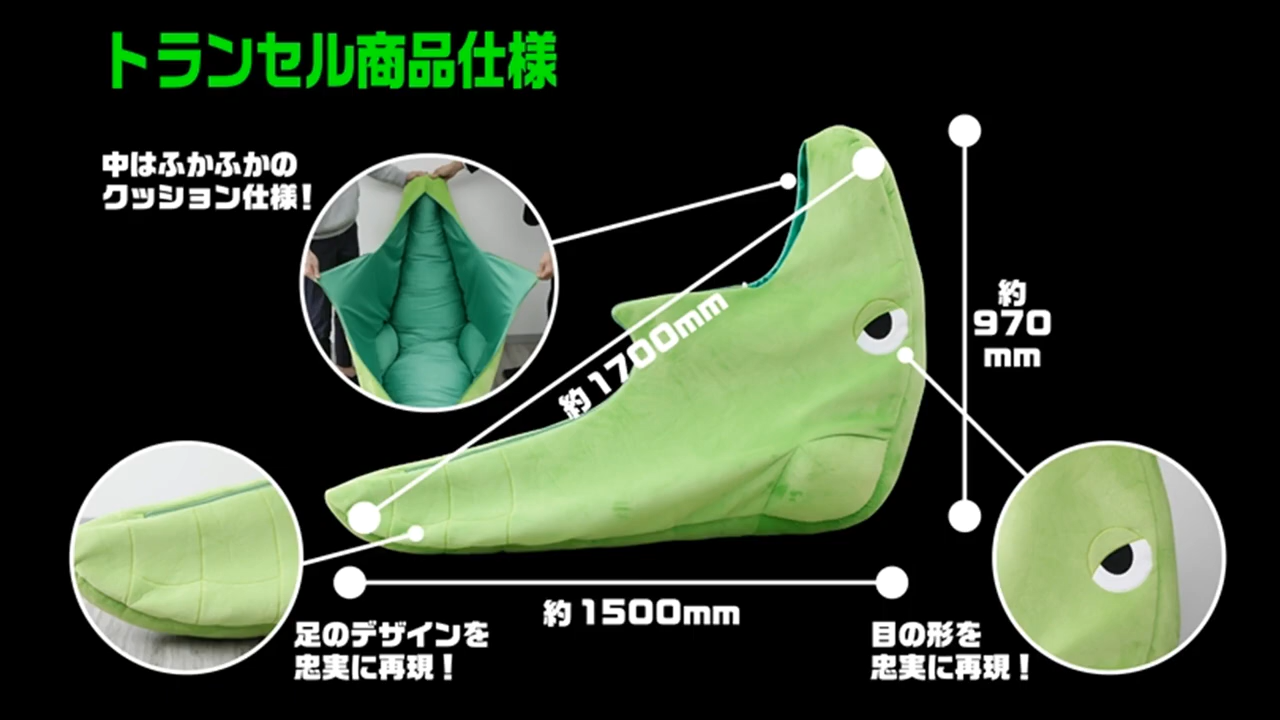 トランセル商品仕様
中はふかふかの
クッション仕様！
約1700mm
約
970
mm
約1500mm
足のデザインを
忠実に再現！
目の形を
忠実に再現！